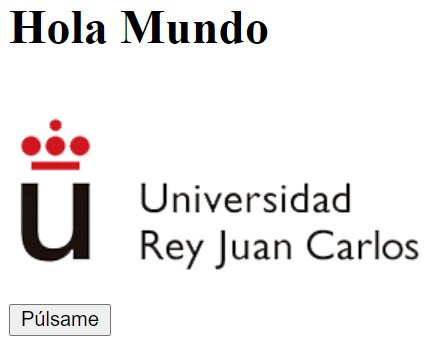 Hola Mundo
u
Universidad
Rey Juan Carlos
Púlsame